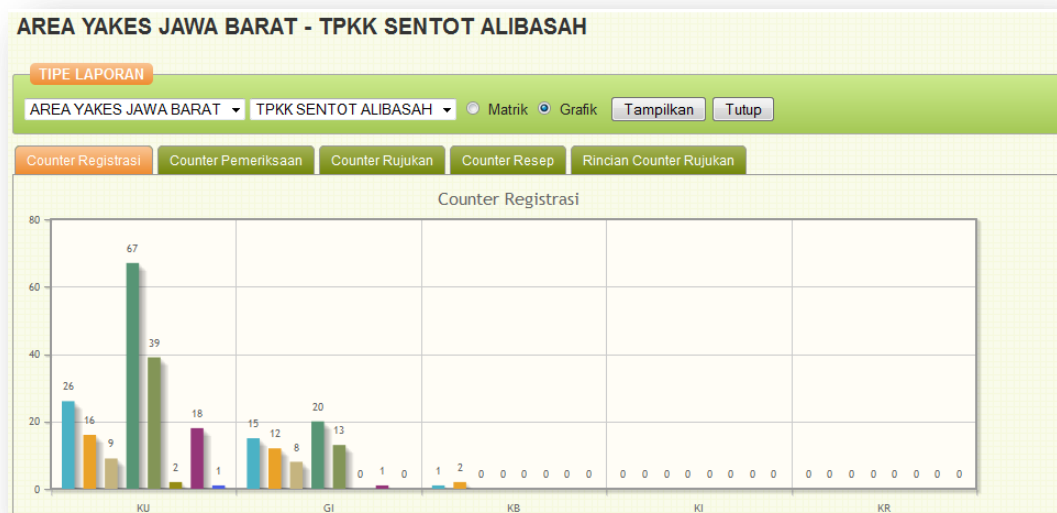 AREA YAKES JAWA BARAT - TPKK SENTOT ALIBASAH
TIPE LAPORAN
AREA YAKES JAWA BARAT TPKK SENTOT ALIBASAH Matrik Grafik Tampilkan Tutup
Counter Registrasi Counter Pemeriksaan Counter Rujukan Counter Resep Rincian Counter Rujukan
Counter Registrasi
80
67
60
39
40
26
16
9
2
18
1
15
12
8
20
13
0
1
0
1
2
0 0 0 0 0 0
0 0 0 0 0 0 0 0
0 0 0 0 0 0 0 0
20
0
KU GI KB KI KR